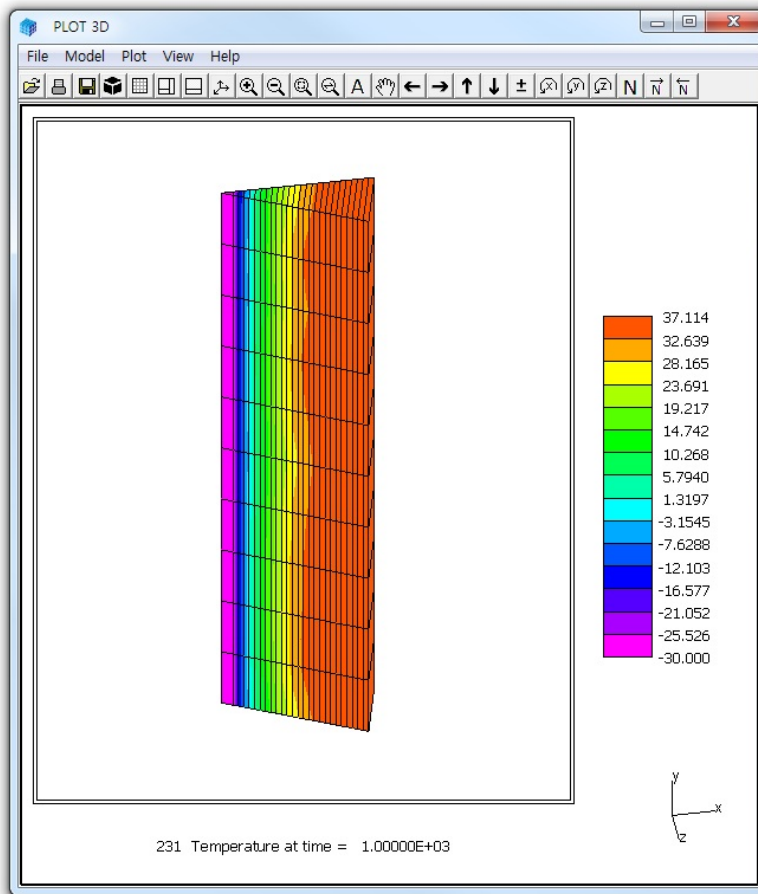 PLOT 3D
File Model Plot View Help
A ± x y z N N N
37.114
32.639
28.165
23.691
19.217
14.742
10.268
5.7940
1.3197
-3.1545
-7.6288
-12.103
-16.577
-21.052
-25.526
-30.000
y
x
z
231 Temperature at time = 1.00000E+03